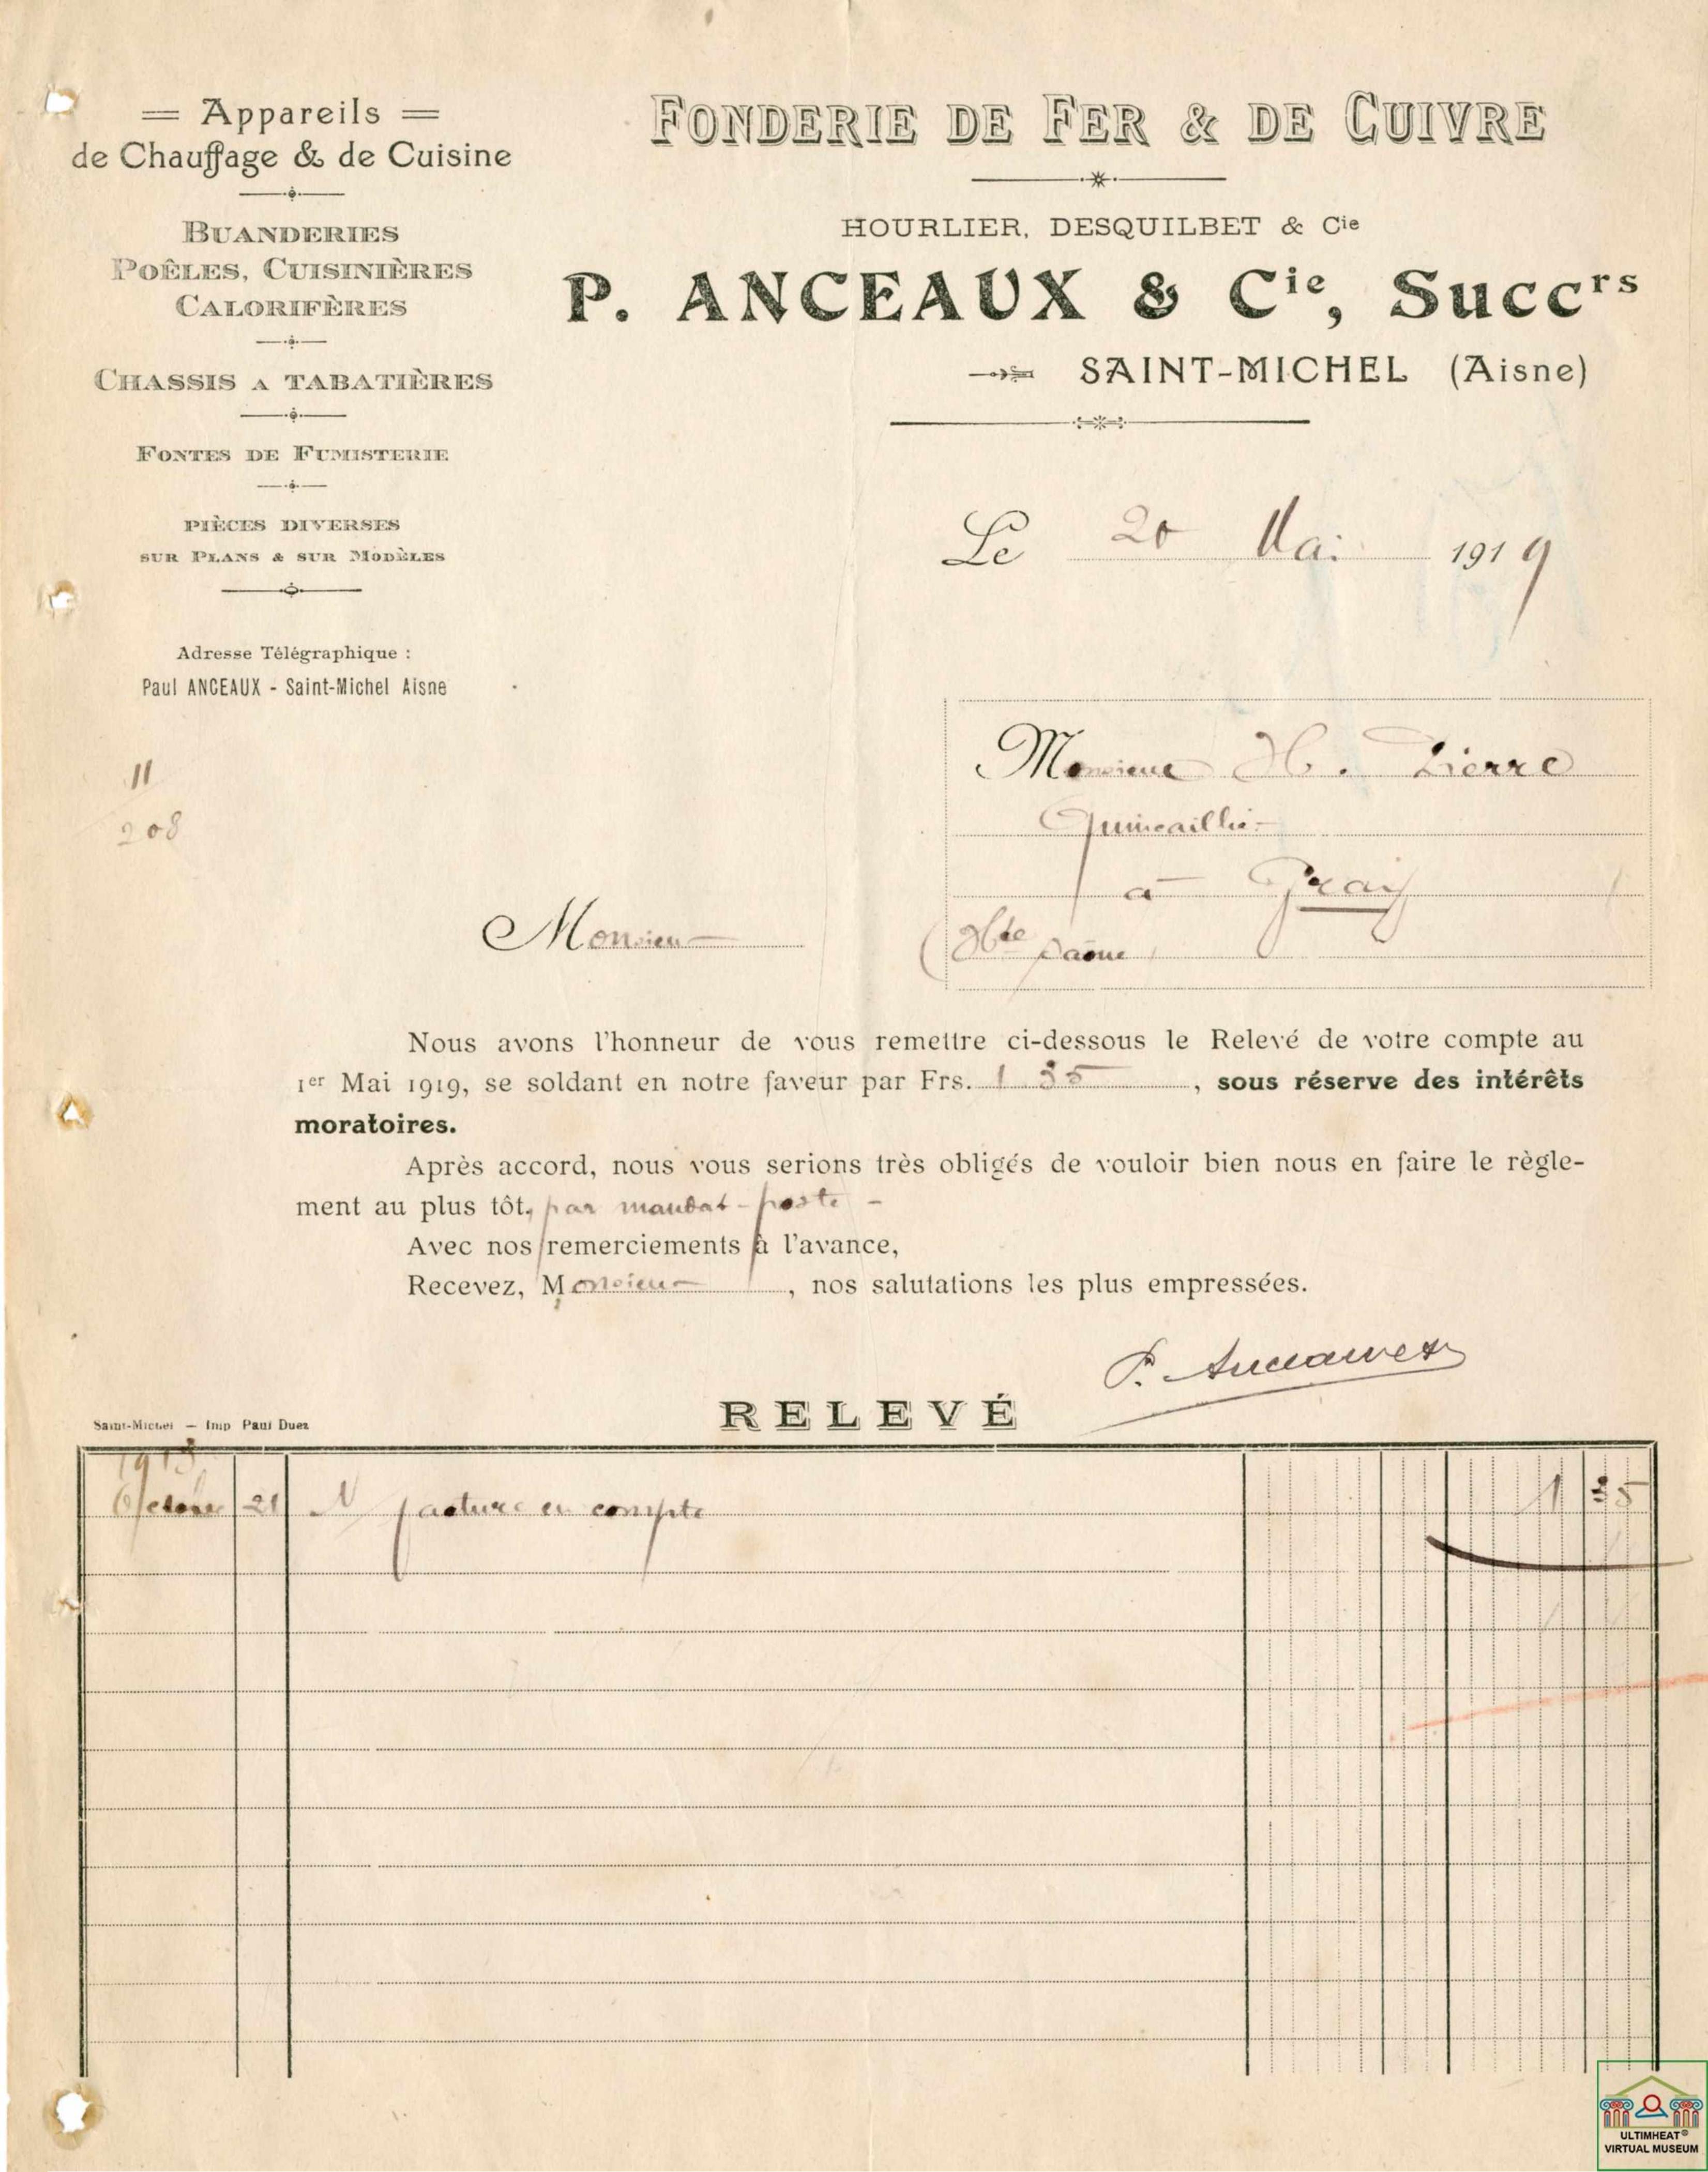 Appareils
de Chauffage & de Cuisine
BUANDERIES
POÊLES, CUISINIÈRES
CALORIFÈRES
CHASSIS A TABATIÈRES
FONTES DE FUMISTERIE
PIÈCES DIVERSES
SUR PLANS & SUR MODÈLES
Adresse Télégraphique :
Paul ANCEAUX - Saint-Michel Aisne
11
208
FONDERIE DE FER & DE CUIVRE
HOURLIER, DESQUILBET & Cie
P. ANCEAUX & Cie, Succrs
SAINT-MICHEL (Aisne)
Le 20 Mai 1919
Monsieur H. Pierre
Quincaillier
à Gray
(Hte Saône)
Monsieur
Nous avons l'honneur de vous remettre ci-dessous le Relevé de votre compte au
1er Mai 1919, se soldant en notre faveur par Frs. 1 35, sous réserve des intérêts
moratoires.
Après accord, nous vous serions très obligés de vouloir bien nous en faire le règle-
ment au plus tôt, par mandat-poste -
Avec nos remerciements à l'avance,
Recevez, Monsieur, nos salutations les plus empressées.
P. Anceaux
RELEVÉ
Saint-Michel — Imp Paul Duez
Octobre 21 N facture en compte 1 35
ULTIMHEAT®
VIRTUAL MUSEUM